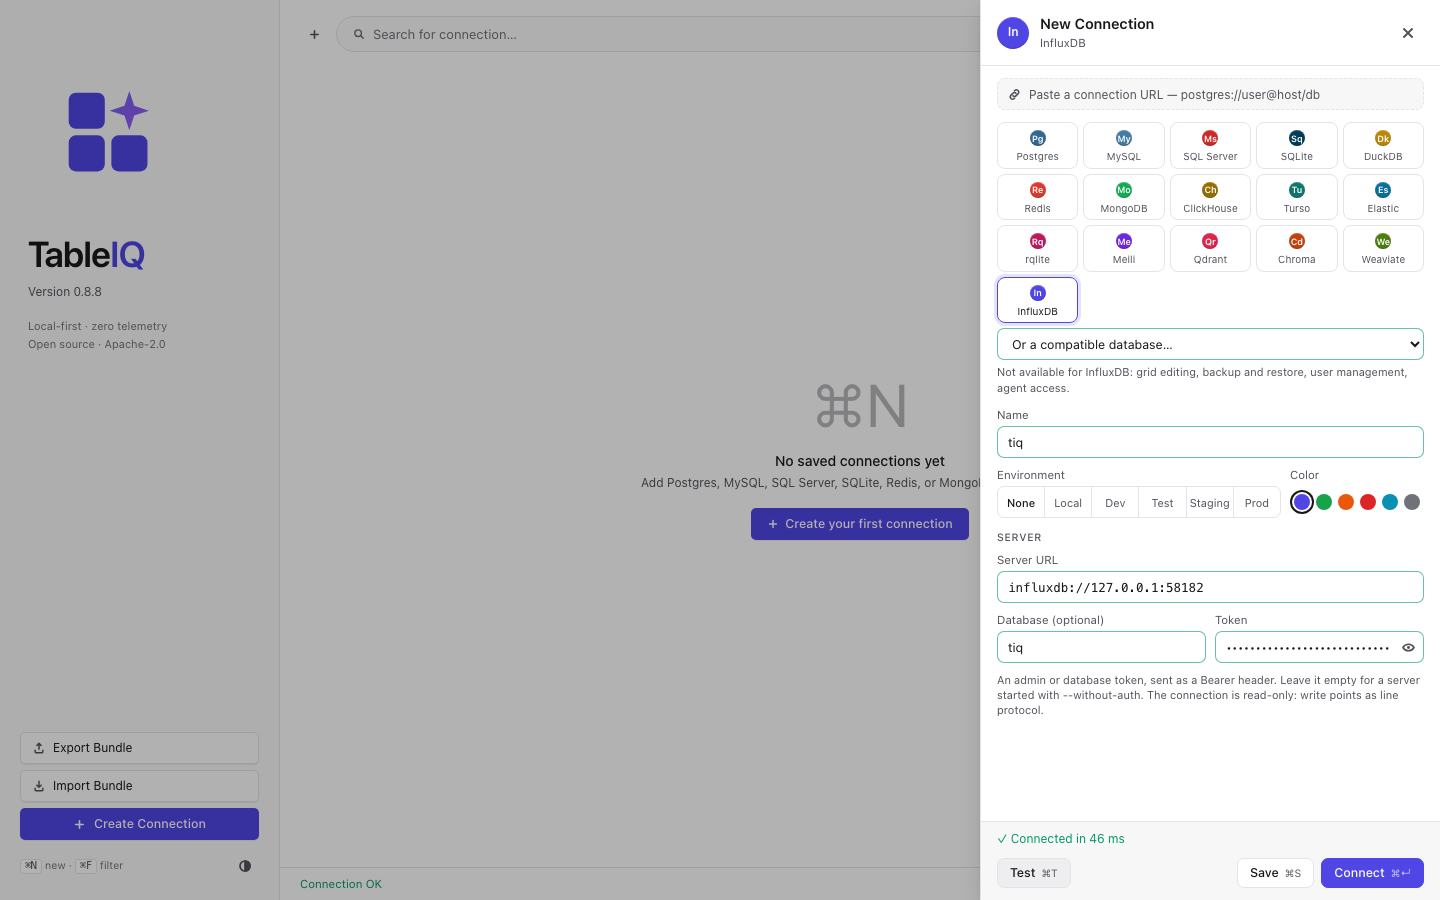 TableIQ
Version 0.8.8
Local-first · zero telemetry
Open source · Apache-2.0
Export Bundle
Import Bundle
+ Create Connection
⌘N new · ⌘F filter
+
Search for connection...
⌘N
No saved connections yet
Add Postgres, MySQL, SQL Server, SQLite, Redis, or
+ Create your first connection
Connection OK
In
New Connection
InfluxDB
Paste a connection URL — postgres://user@host/db
Pg My Ms Sq Dk
Postgres MySQL SQL Server SQLite DuckDB
Re Mo Ch Tu Es
Redis MongoDB ClickHouse Turso Elastic
Rq Me Qr Cd We
rqlite Meili Qdrant Chroma Weaviate
In
InfluxDB
Or a compatible database...
Not available for InfluxDB: grid editing, backup and restore, user management,
agent access.
Name
tiq
Environment Color
None Local Dev Test Staging Prod
SERVER
Server URL
influxdb://127.0.0.1:58182
Database (optional) Token
tiq
An admin or database token, sent as a Bearer header. Leave it empty for a server
started with --without-auth. The connection is read-only: write points as line
protocol.
✓ Connected in 46 ms
Test ⌘T Save ⌘S Connect ⌘↵